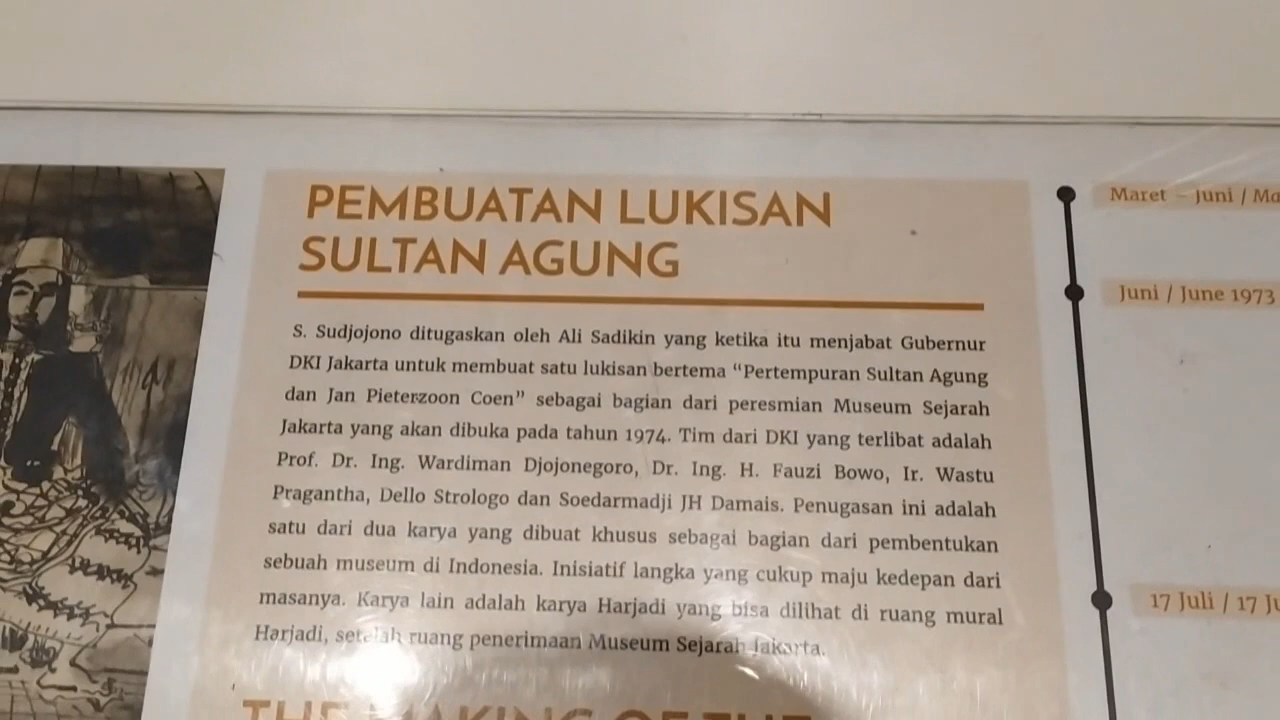 PEMBUATAN LUKISAN
SULTAN AGUNG
S. Sudjojono ditugaskan oleh Ali Sadikin yang ketika itu menjabat Gubernur
DKI Jakarta untuk membuat satu lukisan bertema “Pertempuran Sultan Agung
dan Jan Pieterzoon Coen” sebagai bagian dari peresmian Museum Sejarah
Jakarta yang akan dibuka pada tahun 1974. Tim dari DKI yang terlibat adalah
Prof. Dr. Ing. Wardiman Djojonegoro, Dr. Ing. H. Fauzi Bowo, Ir. Wastu
Pragantha, Dello Strologo dan Soedarmadji JH Damais. Penugasan ini adalah
satu dari dua karya yang dibuat khusus sebagai bagian dari pembentukan
sebuah museum di Indonesia. Inisiatif langka yang cukup maju kedepan dari
masanya. Karya lain adalah karya Harjadi yang bisa dilihat di ruang mural
Harjadi, setelah ruang penerimaan Museum Sejarah Jakarta.
THE MAKING OF THE
Maret – Juni /
Juni / June 1973
17 Juli / 17